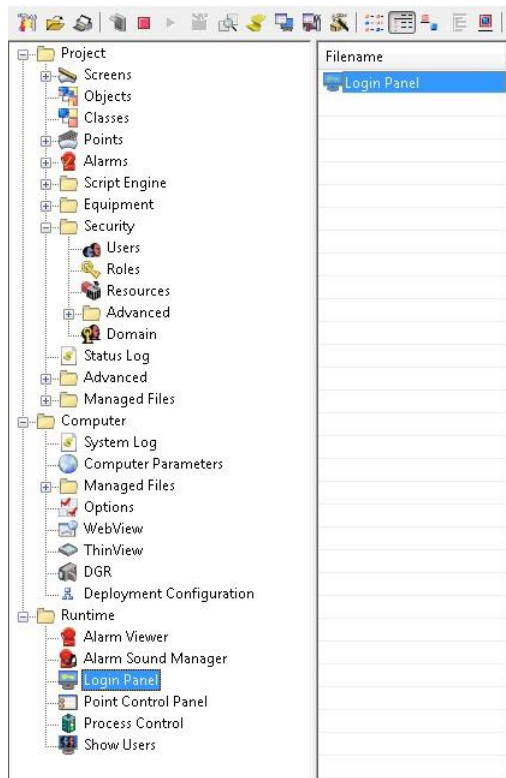 Project
Screens
Objects
Classes
Points
Alarms
Script Engine
Equipment
Security
Users
Roles
Resources
Advanced
Domain
Status Log
Advanced
Managed Files
Computer
System Log
Computer Parameters
Managed Files
Options
WebView
ThinView
DGR
Deployment Configuration
Runtime
Alarm Viewer
Alarm Sound Manager
Login Panel
Point Control Panel
Process Control
Show Users
Filename
Login Panel